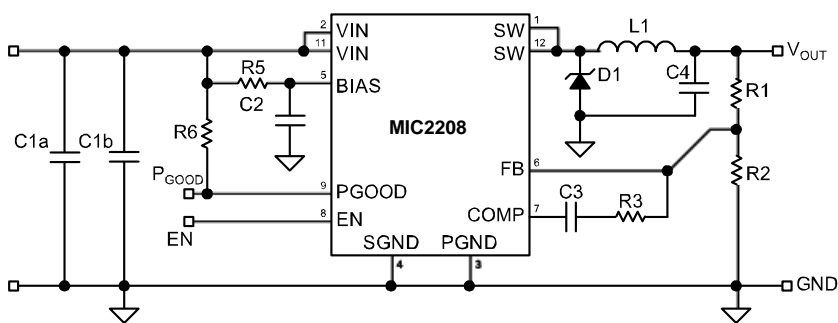 2
VIN
11
VIN
1
SW
12
SW
L1
VOUT
R5
5
BIAS
C2
D1
C4
R1
MIC2208
R6
C1a
C1b
PGOOD
9
PGOOD
FB
6
R2
C3
8
EN
EN
COMP
7
R3
SGND
PGND
4
3
GND